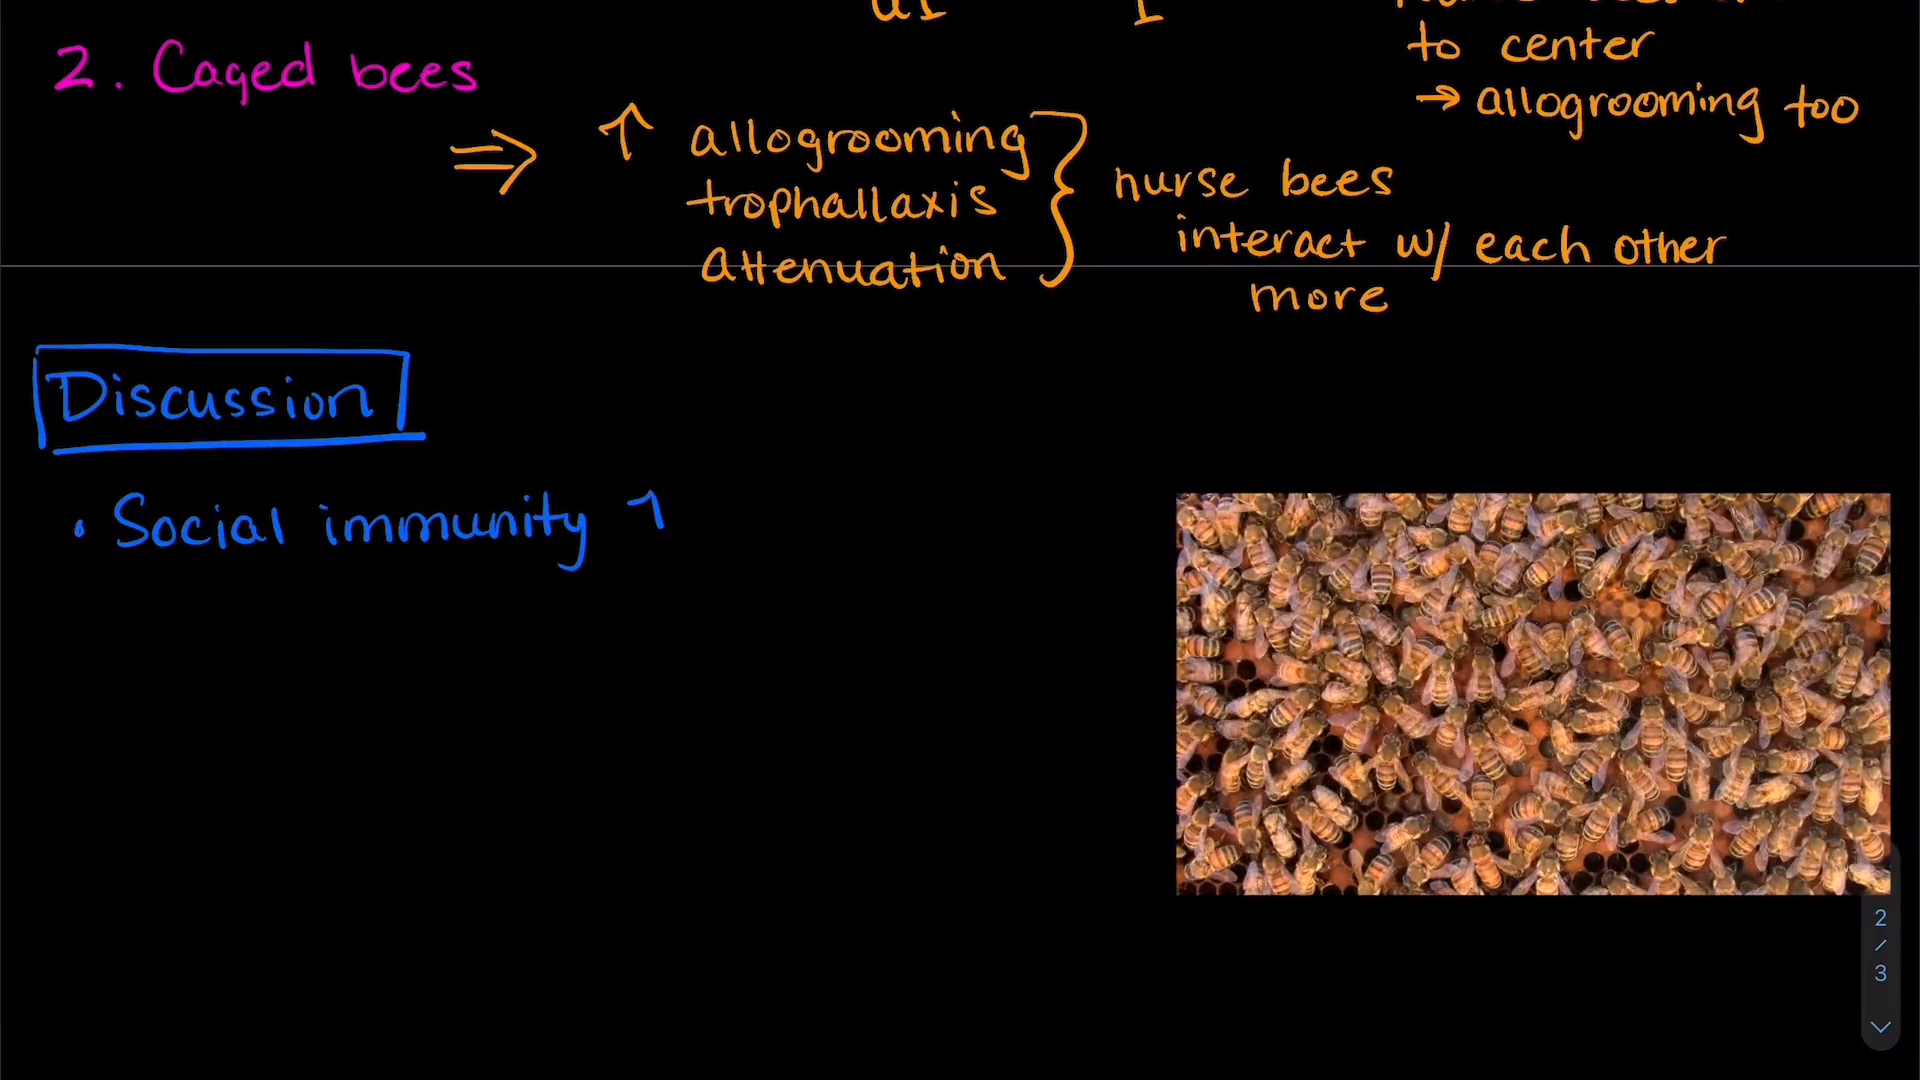 to center
→ allogrooming too
2. Caged bees
⇒ ↑ allogrooming
trophallaxis
attenuation
nurse bees
interact w/ each other
more
Discussion
• Social immunity ↑
2
/
3